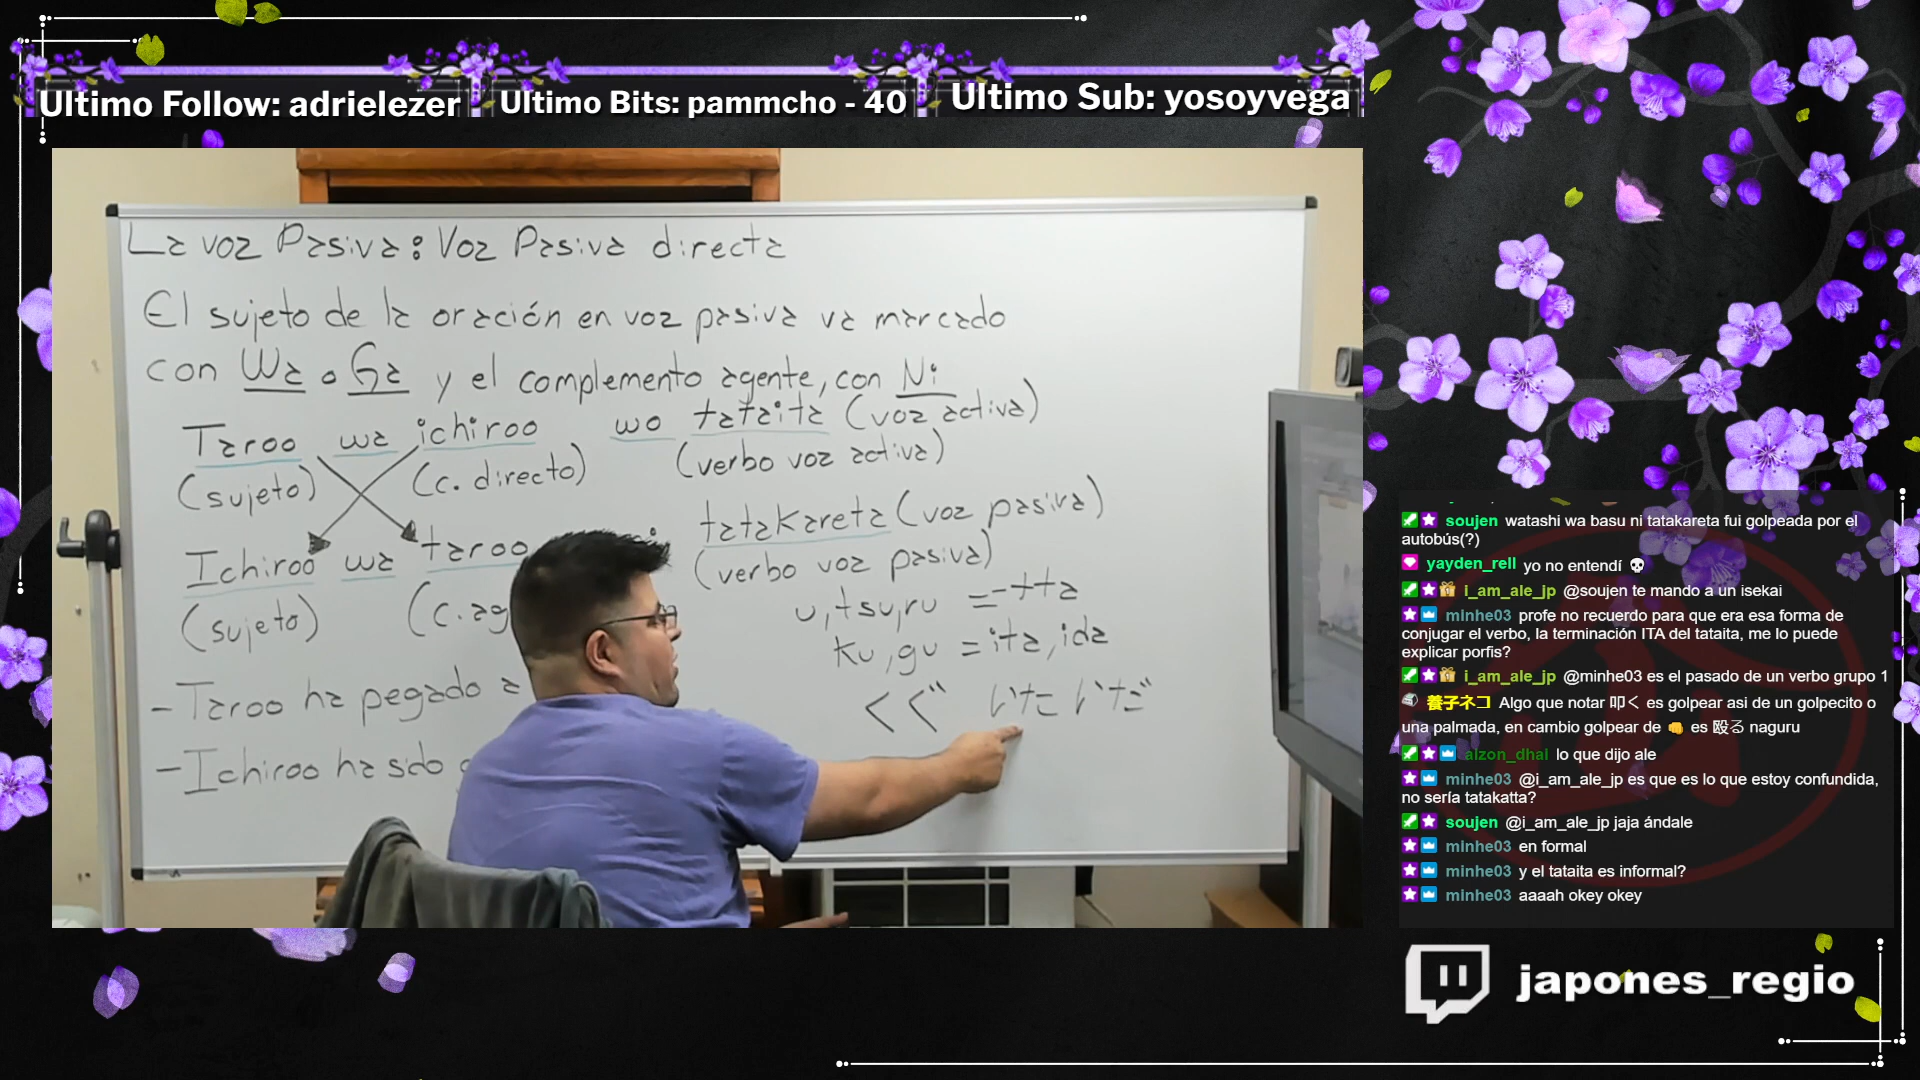 Ultimo Follow: adrielezer
Ultimo Bits: pammcho - 40
Ultimo Sub: yosoyvega
La voz Pasiva: Voz Pasiva directa
El sujeto de la oración en voz pasiva va marcado
con Wa o Ga y el complemento agente, con Ni
Taroo wa ichiroo wo tataita (voz activa)
(sujeto) (c. directo) (verbo voz activa)
Ichiroo wa taroo tatakareta (voz pasiva)
(sujeto) (c. ag (verbo voz pasiva)
u, tsu, ru = -tta
ku, gu = ita, ida
く ぐ いた いだ
- Taroo ha pegado a
- Ichiroo ha sido
soujen watashi wa basu ni tatakareta fui golpeada por el
autobús(?)
yayden_rell yo no entendí 💀
i_am_ale_jp @soujen te mando a un isekai
minhe03 profe no recuerdo para que era esa forma de
conjugar el verbo, la terminación ITA del tataita, me lo puede
explicar porfis?
i_am_ale_jp @minhe03 es el pasado de un verbo grupo 1
養子ネコ Algo que notar 叩く es golpear asi de un golpecito o
una palmada, en cambio golpear de 👊 es 殴る naguru
aizon_dhal lo que dijo ale
minhe03 @i_am_ale_jp es que es lo que estoy confundida,
no sería tatakatta?
soujen @i_am_ale_jp jaja ándale
minhe03 en formal
minhe03 y el tataita es informal?
minhe03 aaaah okey okey
japones_regio